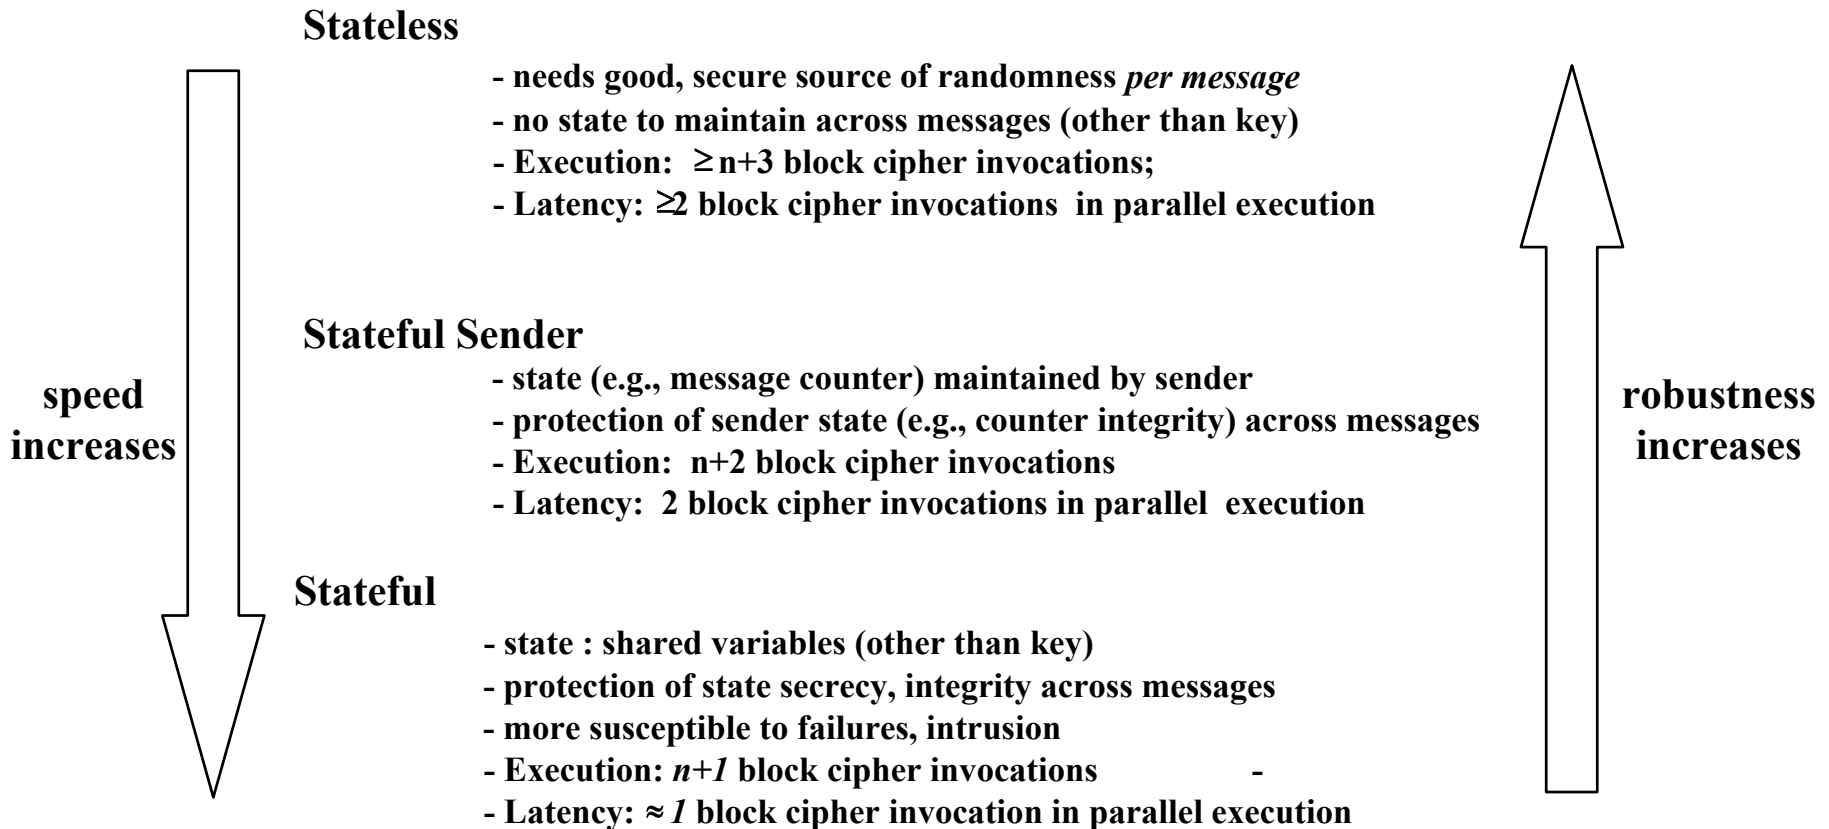 Stateless
- needs good, secure source of randomness per message
- no state to maintain across messages (other than key)
- Execution: ≥n+3 block cipher invocations;
- Latency: ≥2 block cipher invocations in parallel execution
Stateful Sender
- state (e.g., message counter) maintained by sender
- protection of sender state (e.g., counter integrity) across messages
- Execution: n+2 block cipher invocations
- Latency: 2 block cipher invocations in parallel execution
speed
increases
robustness
increases
Stateful
- state : shared variables (other than key)
- protection of state secrecy, integrity across messages
- more susceptible to failures, intrusion
- Execution: n+1 block cipher invocations -
- Latency: ≈1 block cipher invocation in parallel execution